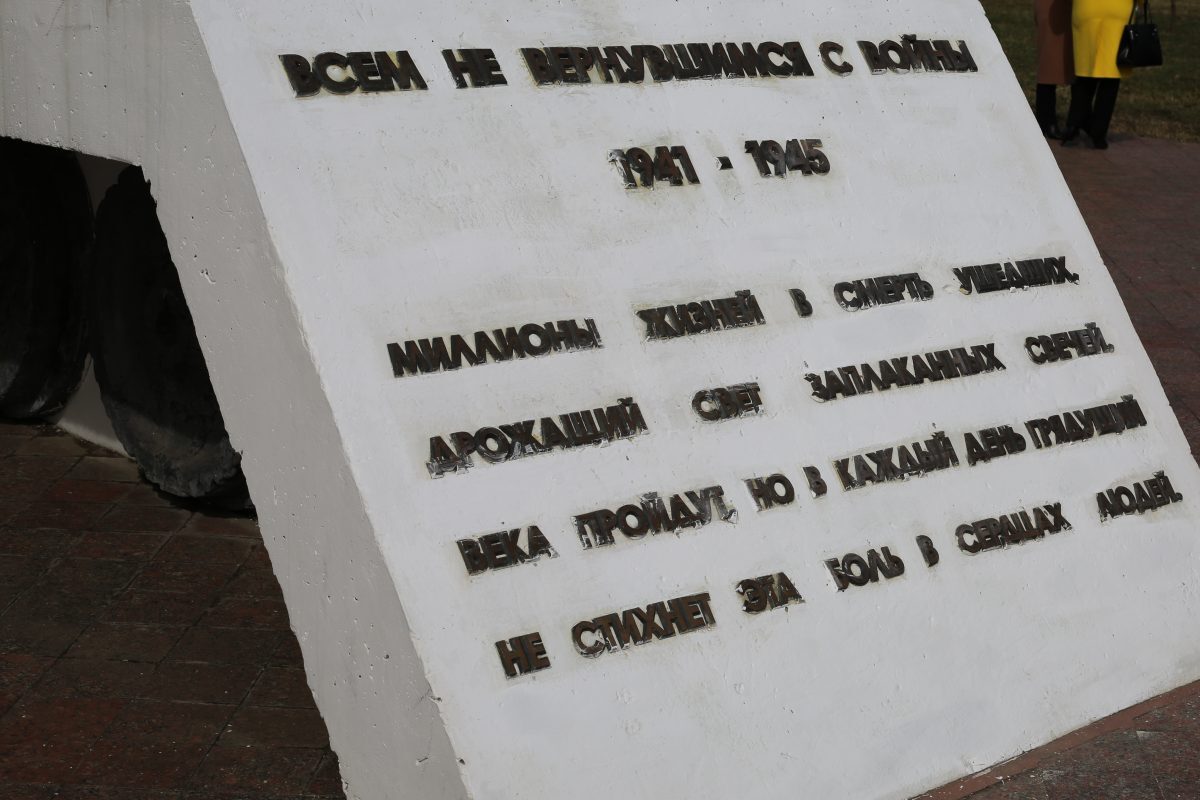 ВСЕМ НЕ ВЕРНУВШИМСЯ С ВОЙНЫ
1941 - 1945
МИЛЛИОНЫ ЖИЗНЕЙ В СМЕРТЬ УШЕДШИХ.
ДРОЖАЩИЙ СВЕТ ЗАПЛАКАННЫХ СВЕЧЕЙ.
ВЕКА ПРОЙДУТ, НО В КАЖДЫЙ ДЕНЬ ГРЯДУЩИЙ
НЕ СТИХНЕТ ЭТА БОЛЬ В СЕРДЦАХ ЛЮДЕЙ.